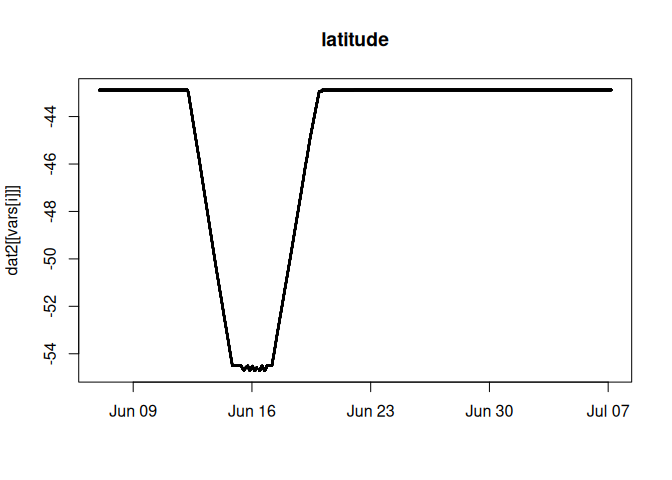 latitude
dat2[[vars[i]]]
-44
-46
-48
-50
-52
-54
Jun 09
Jun 16
Jun 23
Jun 30
Jul 07